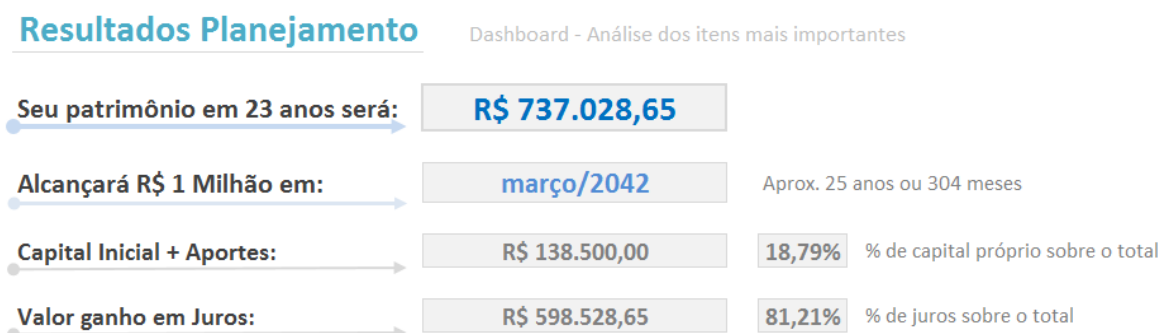 Resultados Planejamento Dashboard - Análise dos itens mais importantes
Seu patrimônio em 23 anos será: R$ 737.028,65
Alcançará R$ 1 Milhão em: março/2042 Aprox. 25 anos ou 304 meses
Capital Inicial + Aportes: R$ 138.500,00 18,79% % de capital próprio sobre o total
Valor ganho em Juros: R$ 598.528,65 81,21% % de juros sobre o total